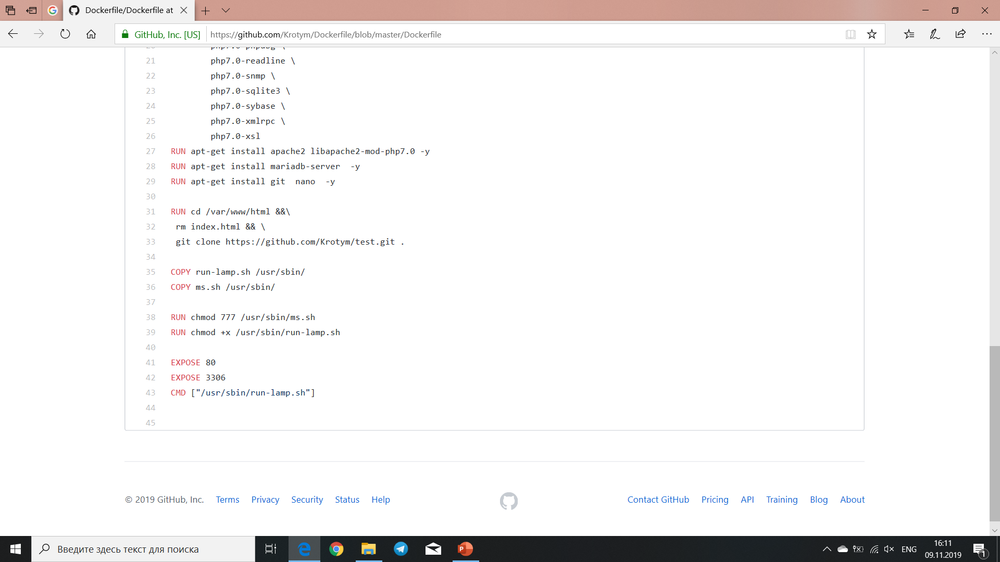 Dockerfile/Dockerfile at
GitHub, Inc. [US]
https://github.com/Krotym/Dockerfile/blob/master/Dockerfile
20 php7.0-phpdbg \
21 php7.0-readline \
22 php7.0-snmp \
23 php7.0-sqlite3 \
24 php7.0-sybase \
25 php7.0-xmlrpc \
26 php7.0-xsl
27 RUN apt-get install apache2 libapache2-mod-php7.0 -y
28 RUN apt-get install mariadb-server  -y
29 RUN apt-get install git  nano  -y
30
31 RUN cd /var/www/html &&\
32  rm index.html && \
33  git clone https://github.com/Krotym/test.git .
34
35 COPY run-lamp.sh /usr/sbin/
36 COPY ms.sh /usr/sbin/
37
38 RUN chmod 777 /usr/sbin/ms.sh
39 RUN chmod +x /usr/sbin/run-lamp.sh
40
41 EXPOSE 80
42 EXPOSE 3306
43 CMD ["/usr/sbin/run-lamp.sh"]
44
45
© 2019 GitHub, Inc. Terms Privacy Security Status Help Contact GitHub Pricing API Training Blog About
Введите здесь текст для поиска
ENG
16:11
09.11.2019
1